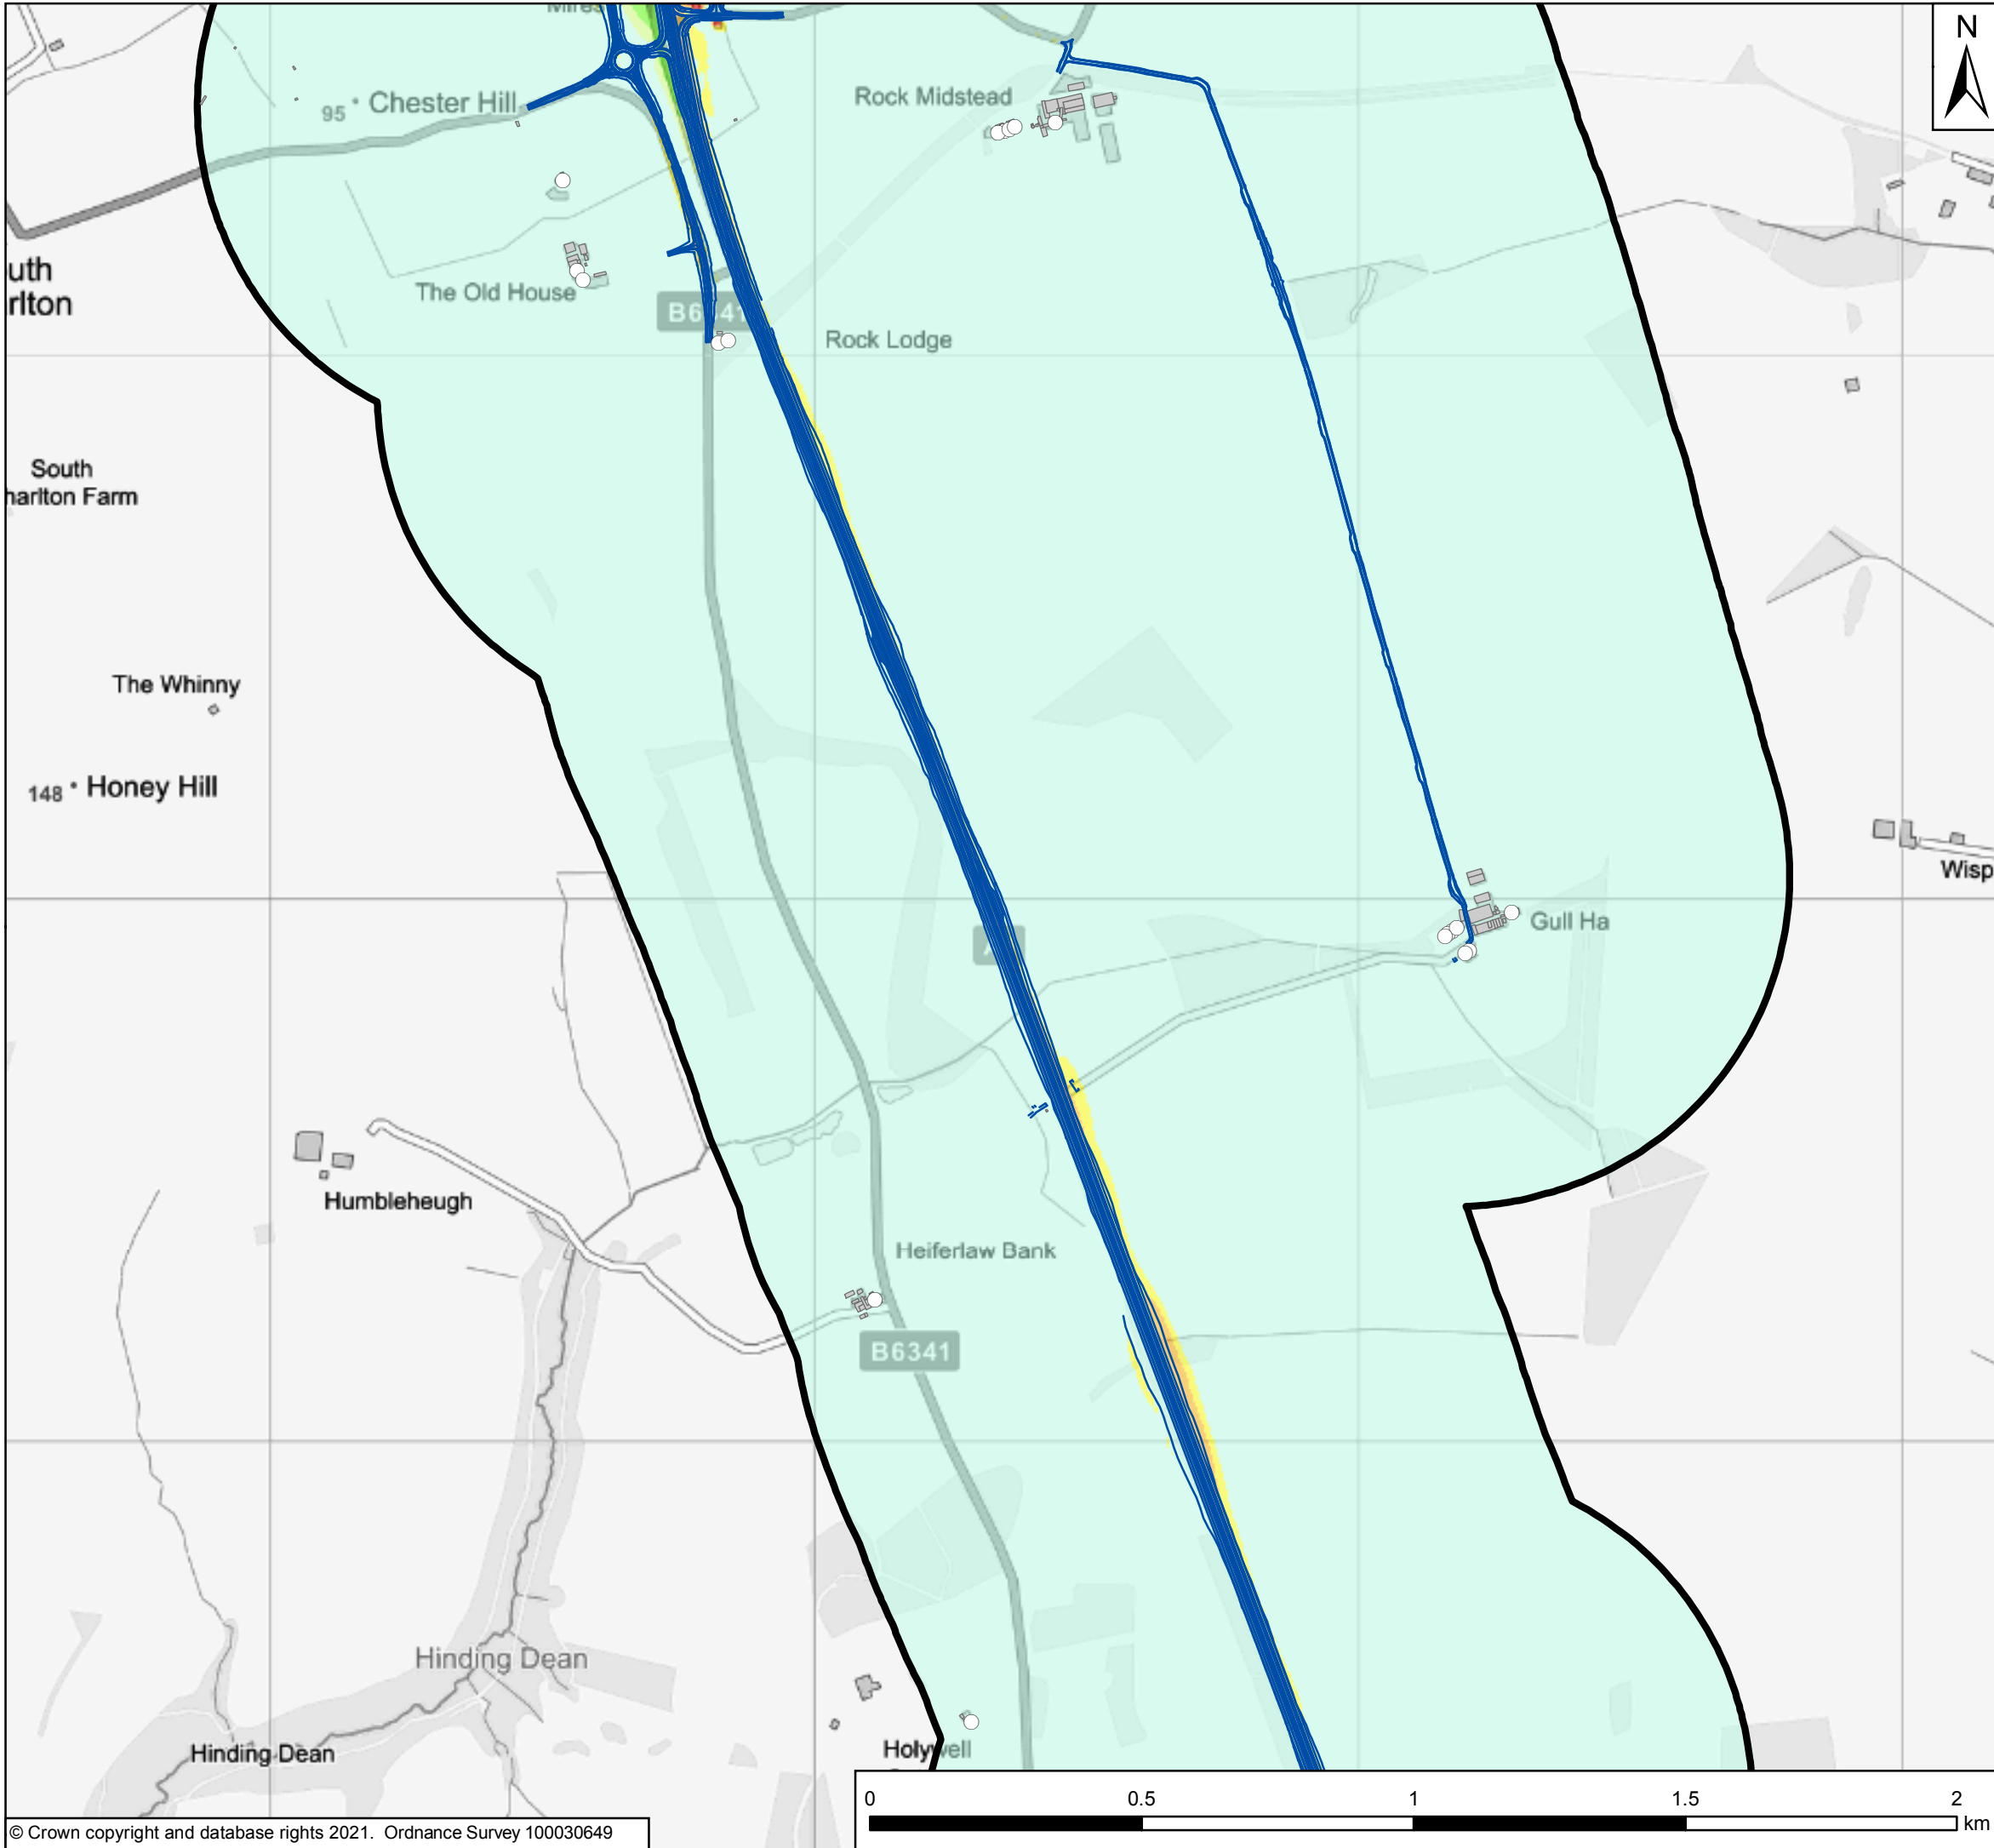 N
95 Chester Hill
Rock Midstead
uth
rlton
The Old House
Rock Lodge
South
harlton Farm
The Whinny
148 Honey Hill
Wisp
Gull Ha
Humbleheugh
Heiferlaw Bank
B6341
Hinding Dean
Hinding Dean
Holywell
0 0.5 1 1.5 2
km
© Crown copyright and database rights 2021. Ordnance Survey 100030649